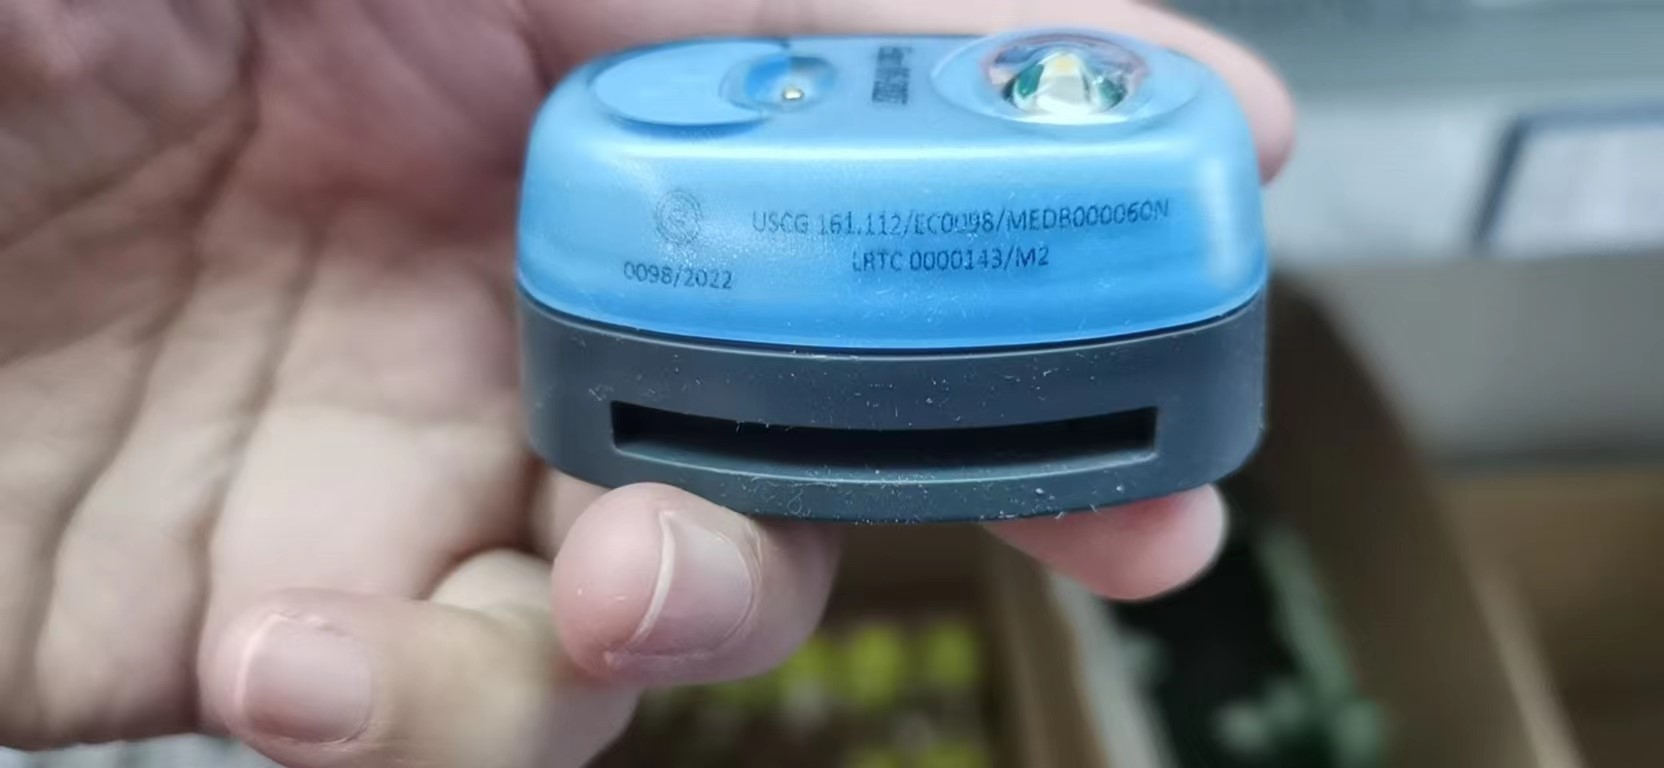 USCG 161.112/EC0098/MEDB000060N
LRTC 0000143/M2
0098/2022